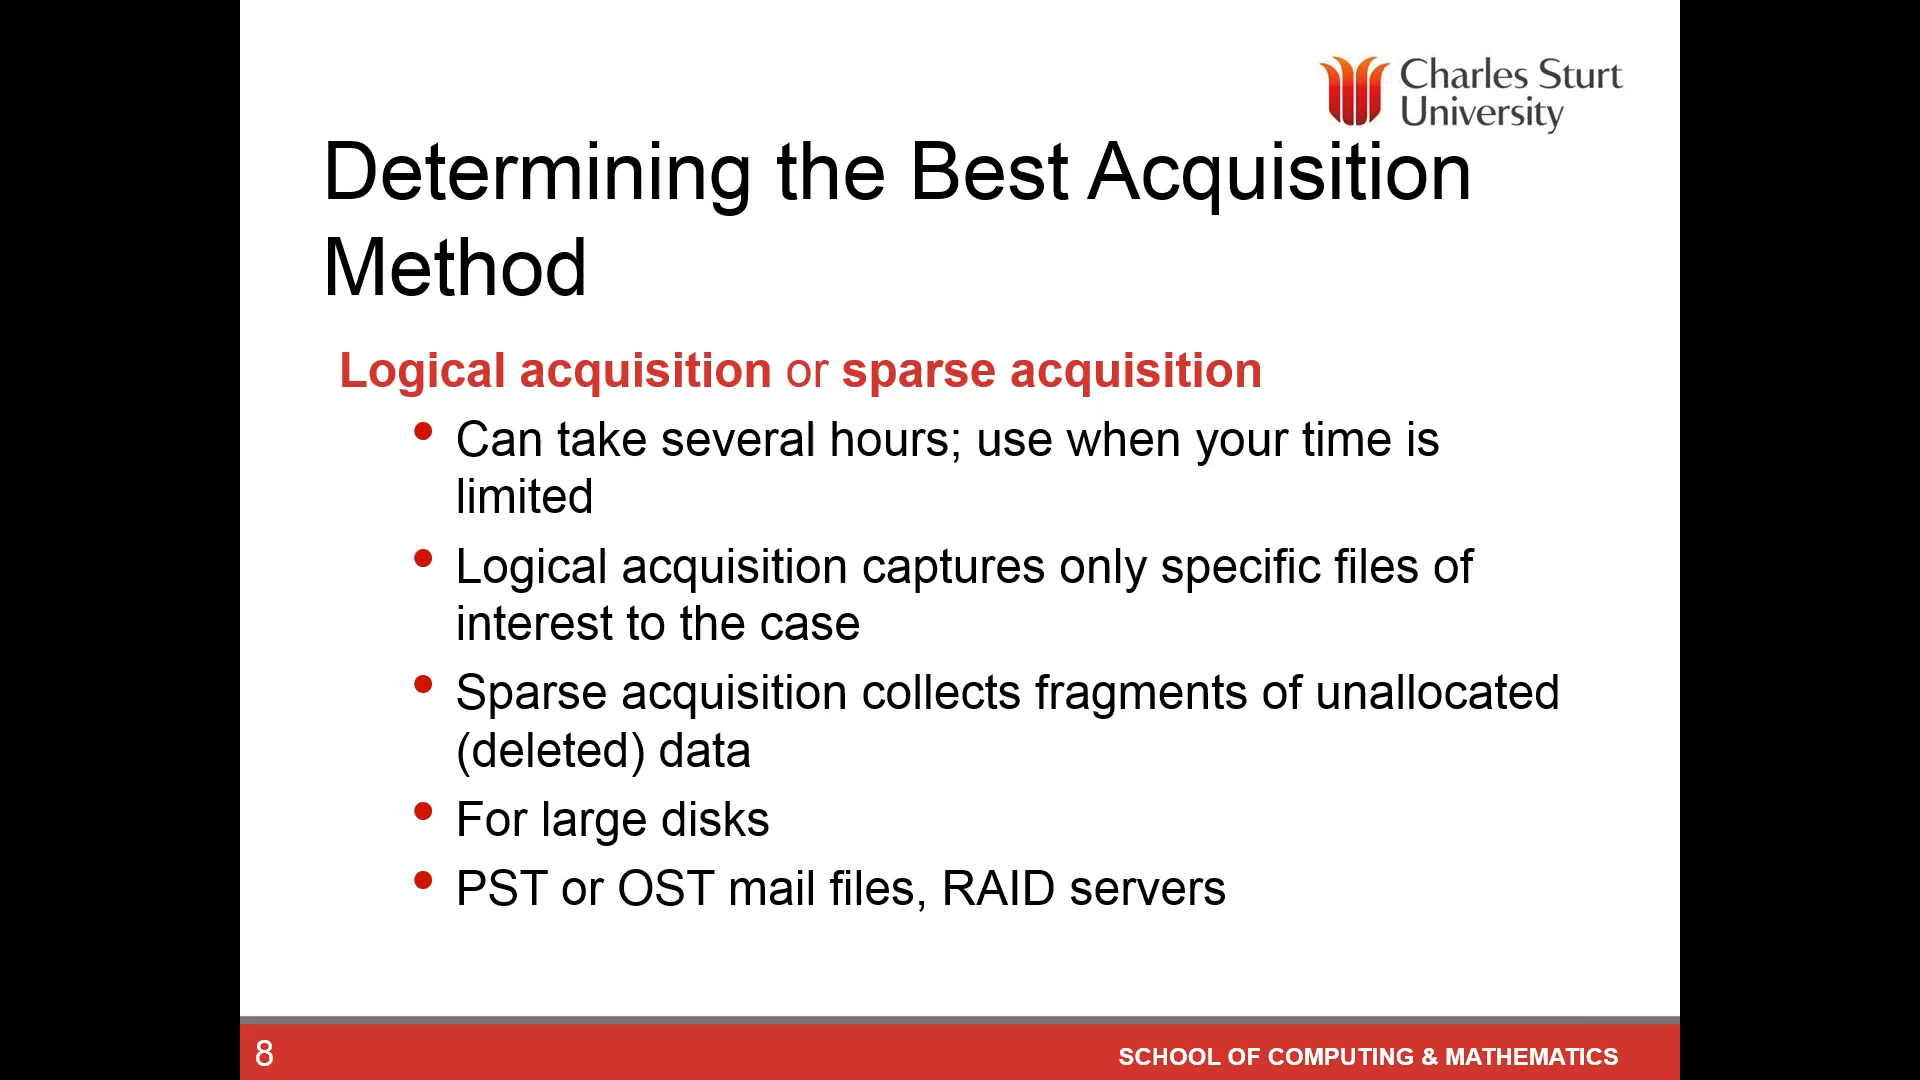 Charles Sturt
University
Determining the Best Acquisition
Method
Logical acquisition or sparse acquisition
• Can take several hours; use when your time is
limited
• Logical acquisition captures only specific files of
interest to the case
• Sparse acquisition collects fragments of unallocated
(deleted) data
• For large disks
• PST or OST mail files, RAID servers
8
SCHOOL OF COMPUTING & MATHEMATICS